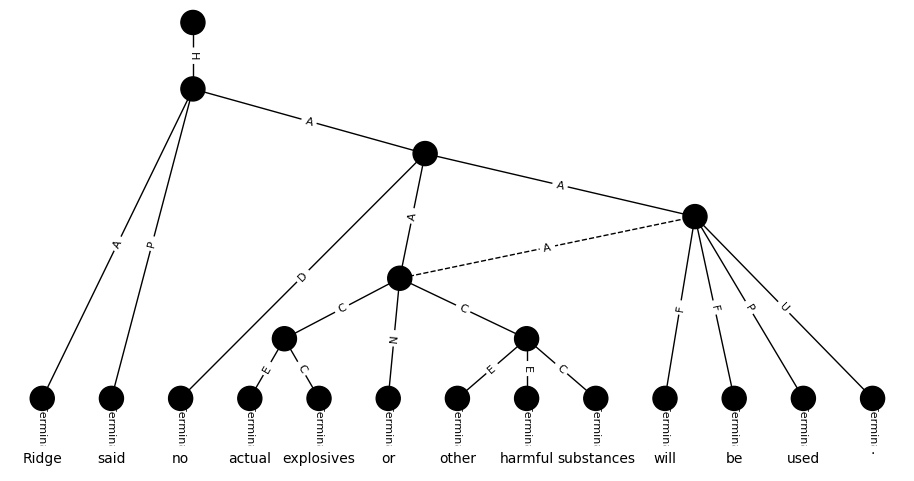 H
A
A
A
P
A
D
A
C
C
N
F
F
P
U
E
C
E
E
C
ermin ermin ermin ermin ermin ermin ermin ermin ermin ermin ermin ermin ermin
Ridge said no actual explosives or other harmful substances will be used .